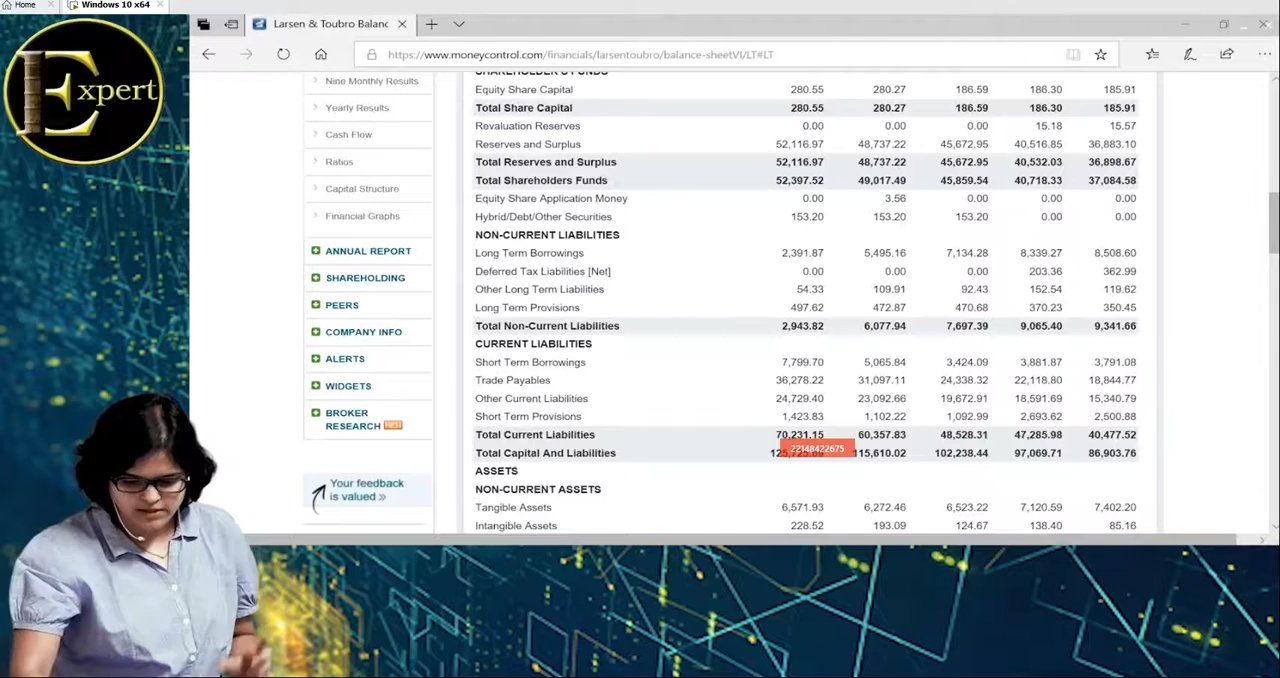 Home
Windows 10 x64
Expert
Larsen & Toubro Balanc
https://www.moneycontrol.com/financials/larsentoubro/balance-sheetVI/LT#LT
Nine Monthly Results
Yearly Results
Cash Flow
Ratios
Capital Structure
Financial Graphs
ANNUAL REPORT
SHAREHOLDING
PEERS
COMPANY INFO
ALERTS
WIDGETS
BROKER
RESEARCH
Your feedback
is valued »
SHAREHOLDER'S FUNDS
Equity Share Capital 280.55 280.27 186.59 186.30 185.91
Total Share Capital 280.55 280.27 186.59 186.30 185.91
Revaluation Reserves 0.00 0.00 0.00 15.18 15.57
Reserves and Surplus 52,116.97 48,737.22 45,672.95 40,516.85 36,883.10
Total Reserves and Surplus 52,116.97 48,737.22 45,672.95 40,532.03 36,898.67
Total Shareholders Funds 52,397.52 49,017.49 45,859.54 40,718.33 37,084.58
Equity Share Application Money 0.00 3.56 0.00 0.00 0.00
Hybrid/Debt/Other Securities 153.20 153.20 153.20 0.00 0.00
NON-CURRENT LIABILITIES
Long Term Borrowings 2,391.87 5,495.16 7,134.28 8,339.27 8,508.60
Deferred Tax Liabilities [Net] 0.00 0.00 0.00 203.36 362.99
Other Long Term Liabilities 54.33 109.91 92.43 152.54 119.62
Long Term Provisions 497.62 472.87 470.68 370.23 350.45
Total Non-Current Liabilities 2,943.82 6,077.94 7,697.39 9,065.40 9,341.66
CURRENT LIABILITIES
Short Term Borrowings 7,799.70 5,065.84 3,424.09 3,881.87 3,791.08
Trade Payables 36,278.22 31,097.11 24,338.32 22,118.80 18,844.77
Other Current Liabilities 24,729.40 23,092.66 19,672.91 18,591.69 15,340.79
Short Term Provisions 1,423.83 1,102.22 1,092.99 2,693.62 2,500.88
Total Current Liabilities 70,231.15 60,357.83 48,528.31 47,285.98 40,477.52
22148422675
Total Capital And Liabilities 115,610.02 102,238.44 97,069.71 86,903.76
ASSETS
NON-CURRENT ASSETS
Tangible Assets 6,571.93 6,272.46 6,523.22 7,120.59 7,402.20
Intangible Assets 228.52 193.09 124.67 138.40 85.16